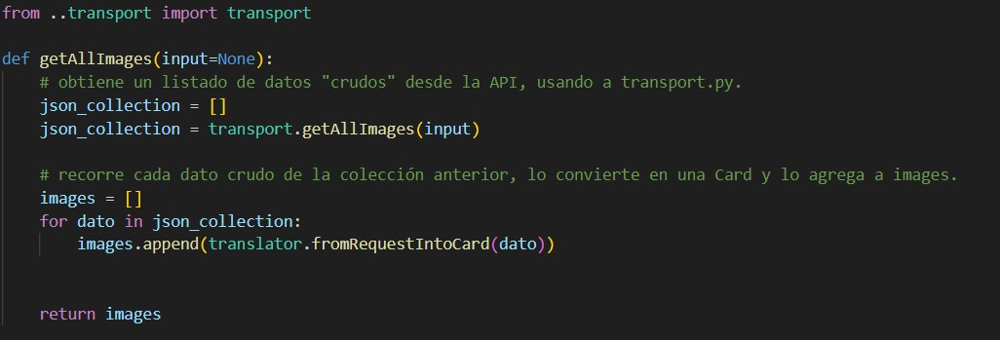 from ..transport import transport
def getAllImages(input=None):
# obtiene un listado de datos "crudos" desde la API, usando a transport.py.
json_collection = []
json_collection = transport.getAllImages(input)
# recorre cada dato crudo de la colección anterior, lo convierte en una Card y lo agrega a images.
images = []
for dato in json_collection:
images.append(translator.fromRequestIntoCard(dato))
return images